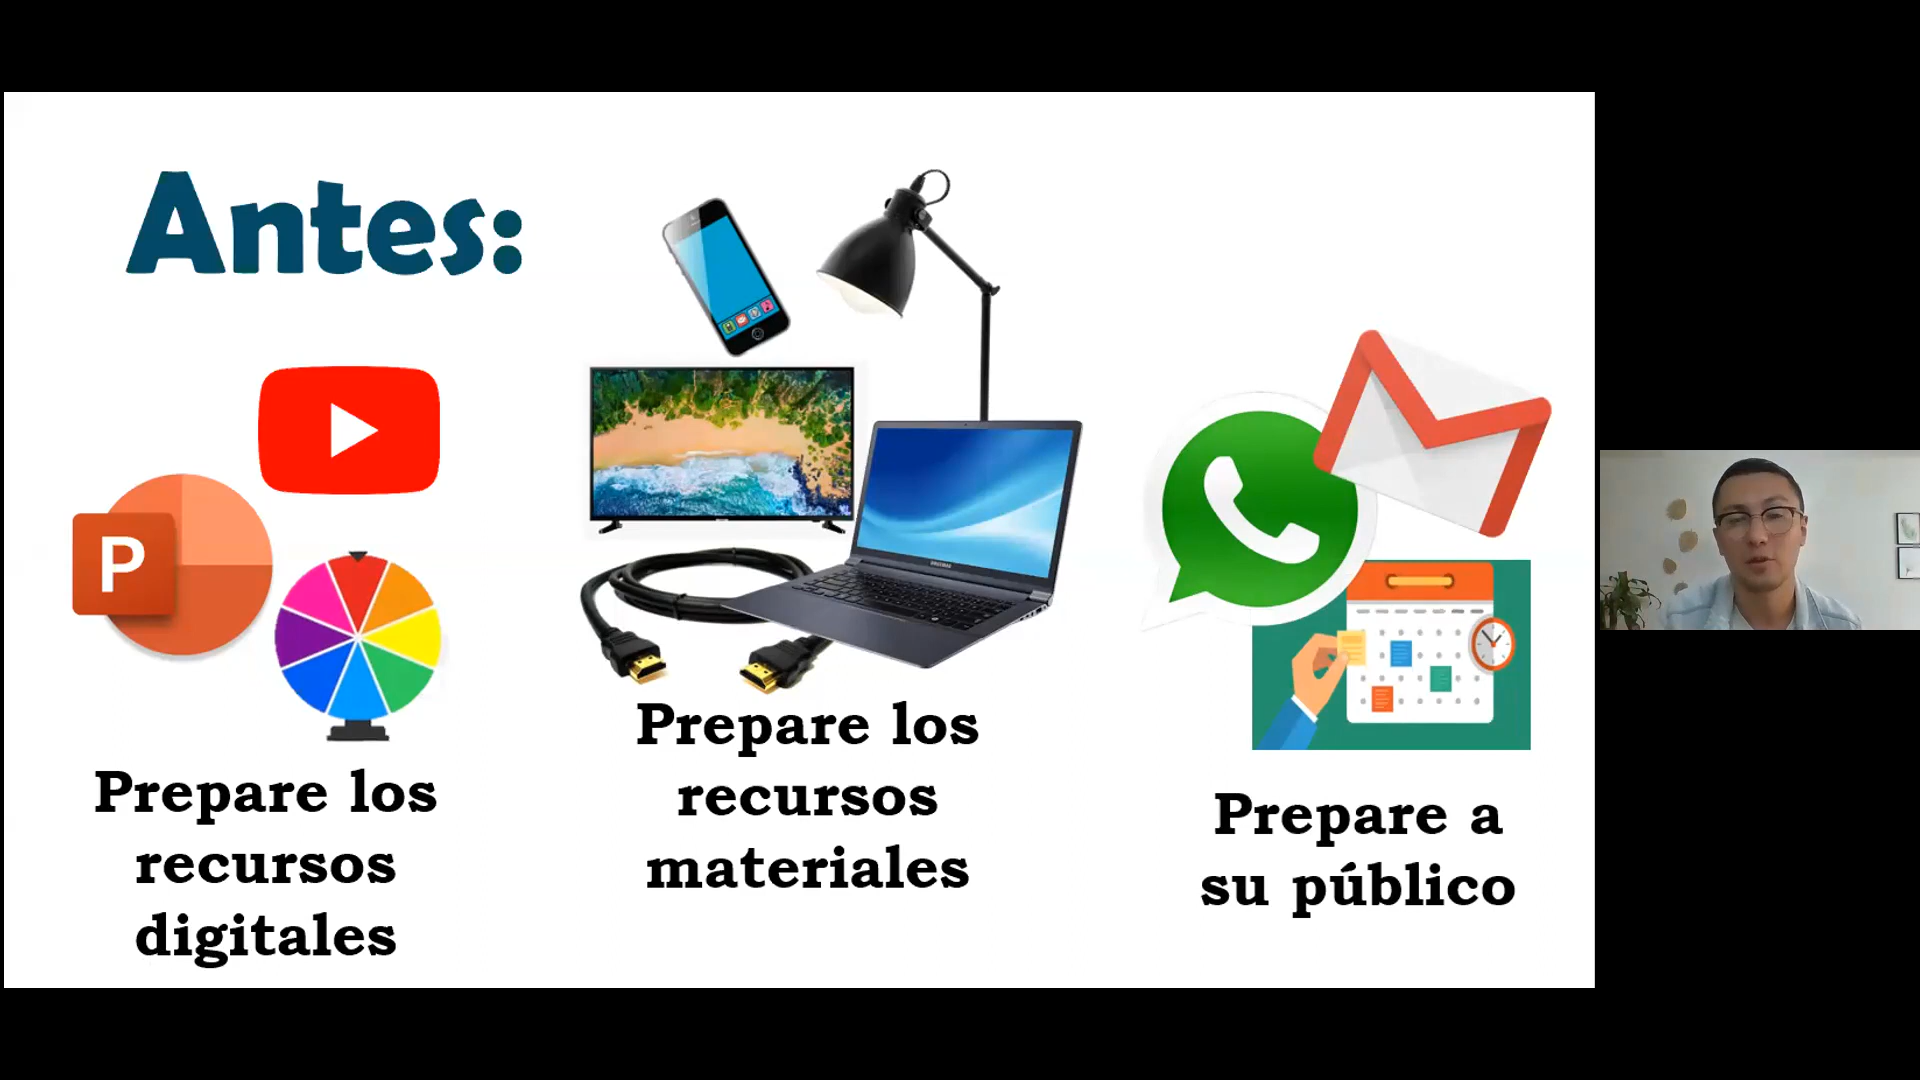 Antes:
P
Prepare los
recursos
digitales
Prepare los
recursos
materiales
Prepare a
su público